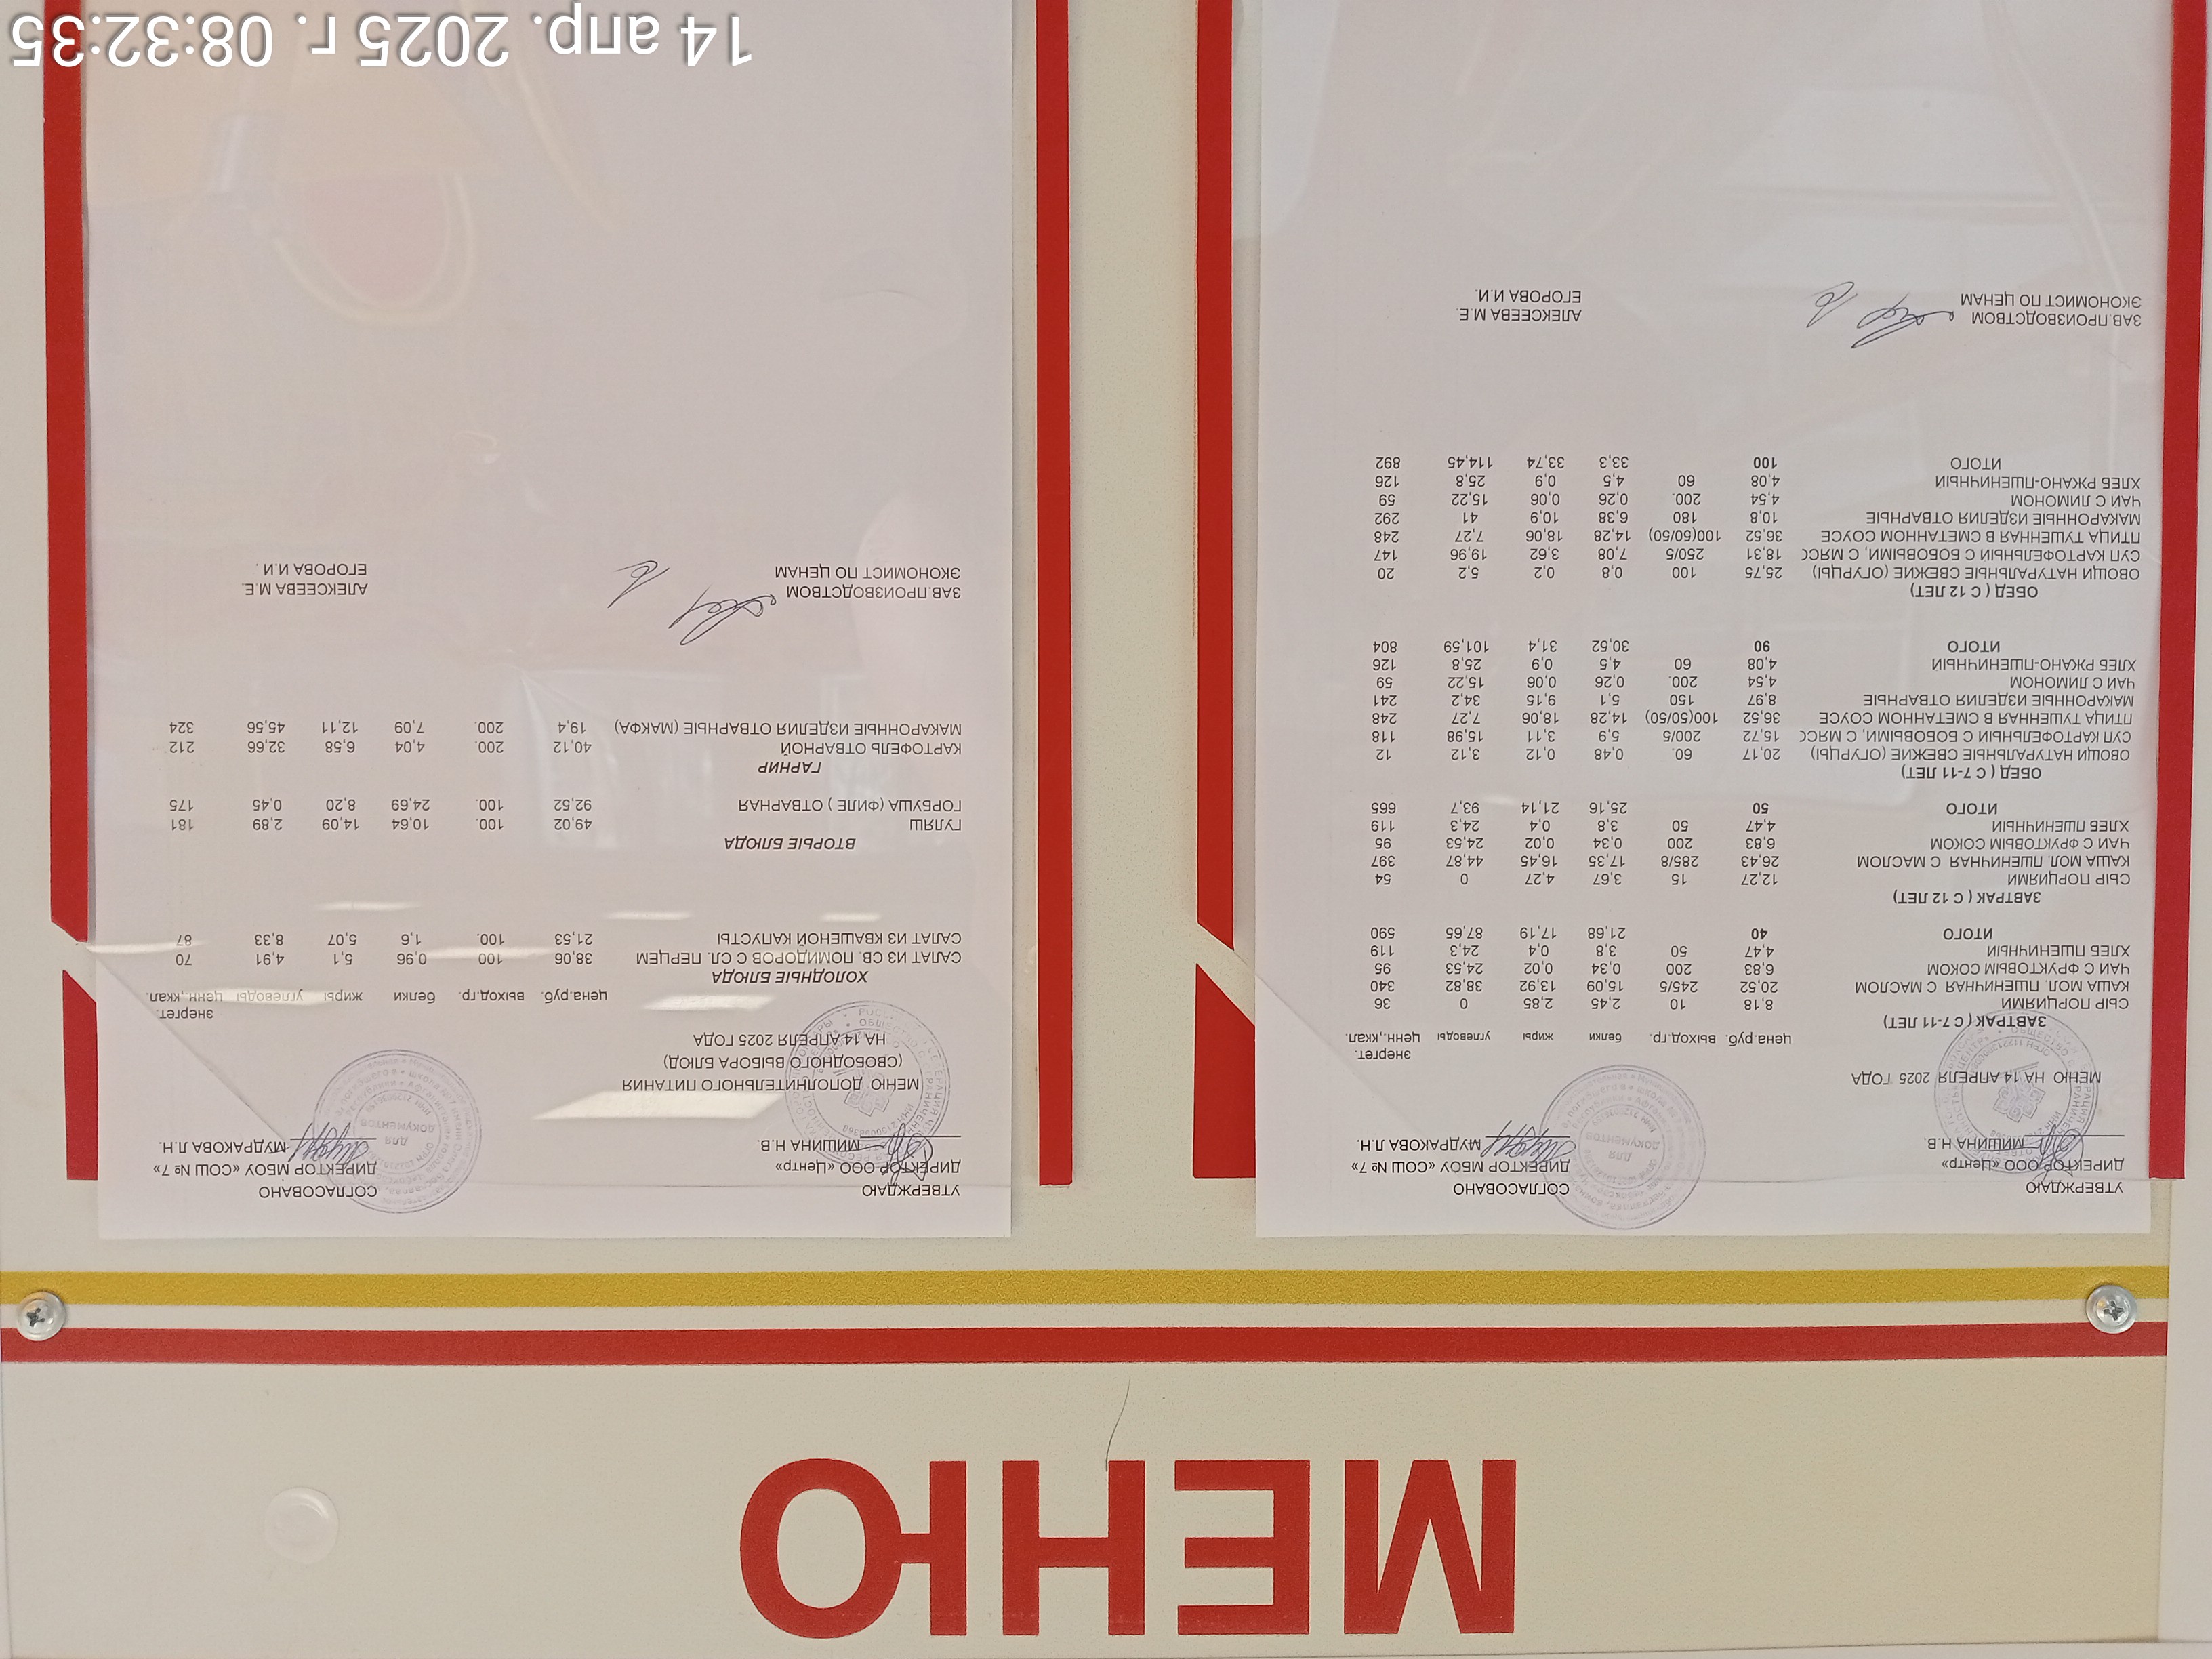 МЕНЮ
УТВЕРЖДАЮ СОГЛАСОВАНО
ДИРЕКТОР ООО «Центр» ДИРЕКТОР МБОУ «СОШ № 7»
МИШИНА Н.В МУДРАКОВА Л.Н.
МЕНЮ НА 14 АПРЕЛЯ 2025 ГОДА
энергет.
цена.руб. выход.гр. белки жиры углеводы ценн.,ккал.
ЗАВТРАК ( С 7-11 ЛЕТ)
СЫР ПОРЦИЯМИ 8,18 10 2,45 2,85 0 36
КАША МОЛ. ПШЕНИЧНАЯ С МАСЛОМ 20,52 245/5 15,09 13,92 38,82 340
ЧАЙ С ФРУКТОВЫМ СОКОМ 6,83 200 0,34 0,02 24,53 95
ХЛЕБ ПШЕНИЧНЫЙ 4,47 50 3,8 0,4 24,3 119
ИТОГО 40 21,68 17,19 87,65 590
ЗАВТРАК ( С 12 ЛЕТ)
СЫР ПОРЦИЯМИ 12,27 15 3,67 4,27 0 54
КАША МОЛ. ПШЕНИЧНАЯ С МАСЛОМ 26,43 285/8 17,35 16,45 44,87 397
ЧАЙ С ФРУКТОВЫМ СОКОМ 6,83 200 0,34 0,02 24,53 95
ХЛЕБ ПШЕНИЧНЫЙ 4,47 50 3,8 0,4 24,3 119
ИТОГО 50 25,16 21,14 93,7 665
ОБЕД ( С 7-11 ЛЕТ)
ОВОЩИ НАТУРАЛЬНЫЕ СВЕЖИЕ (ОГУРЦЫ) 20,17 60. 0,48 0,12 3,12 12
СУП КАРТОФЕЛЬНЫЙ С БОБОВЫМИ, С МЯСС 15,72 200/5 5,9 3,11 15,98 118
ПТИЦА ТУШЕННАЯ В СМЕТАННОМ СОУСЕ 36,52 100(50/50) 14,28 18,06 7,27 248
МАКАРОННЫЕ ИЗДЕЛИЯ ОТВАРНЫЕ 8,97 150 5,1 9,15 34,2 241
ЧАЙ С ЛИМОНОМ 4,54 200. 0,26 0,06 15,22 59
ХЛЕБ РЖАНО-ПШЕНИЧНЫЙ 4,08 60 4,5 0,9 25,8 126
ИТОГО 90 30,52 31,4 101,59 804
ОБЕД ( С 12 ЛЕТ)
ОВОЩИ НАТУРАЛЬНЫЕ СВЕЖИЕ (ОГУРЦЫ) 25,75 100 0,8 0,2 5,2 20
СУП КАРТОФЕЛЬНЫЙ С БОБОВЫМИ, С МЯСС 18,31 250/5 7,08 3,62 19,96 147
ПТИЦА ТУШЕННАЯ В СМЕТАННОМ СОУСЕ 36,52 100(50/50) 14,28 18,06 7,27 248
МАКАРОННЫЕ ИЗДЕЛИЯ ОТВАРНЫЕ 10,8 180 6,38 10,9 41 292
ЧАЙ С ЛИМОНОМ 4,54 200. 0,26 0,06 15,22 59
ХЛЕБ РЖАНО-ПШЕНИЧНЫЙ 4,08 60 4,5 0,9 25,8 126
ИТОГО 100 33,3 33,74 114,45 892
ЗАВ.ПРОИЗВОДСТВОМ АЛЕКСЕЕВА М.Е.
ЭКОНОМИСТ ПО ЦЕНАМ ЕГОРОВА И.И.
УТВЕРЖДАЮ СОГЛАСОВАНО
ДИРЕКТОР ООО «Центр» ДИРЕКТОР МБОУ «СОШ № 7»
МИШИНА Н.В. МУДРАКОВА Л.Н.
МЕНЮ ДОПОЛНИТЕЛЬНОГО ПИТАНИЯ
(СВОБОДНОГО ВЫБОРА БЛЮД)
НА 14 АПРЕЛЯ 2025 ГОДА
энергет.
цена.руб. выход.гр. белки жиры углеводы ценн.,ккал.
ХОЛОДНЫЕ БЛЮДА
САЛАТ ИЗ СВ. ПОМИДОРОВ С СЛ. ПЕРЦЕМ 38,06 100 0,96 5,1 4,91 70
САЛАТ ИЗ КВАШЕНОЙ КАПУСТЫ 21,53 100. 1,6 5,07 8,33 87
ВТОРЫЕ БЛЮДА
ГУЛЯШ 49,02 100. 10,64 14,09 2,89 181
ГОРБУША (ФИЛЕ ) ОТВАРНАЯ 92,52 100. 24,69 8,20 0,45 175
ГАРНИР
КАРТОФЕЛЬ ОТВАРНОЙ 40,12 200. 4,04 6,58 32,66 212
МАКАРОННЫЕ ИЗДЕЛИЯ ОТВАРНЫЕ (МАКФА) 19,4 200. 7,09 12,11 45,56 324
ЗАВ.ПРОИЗВОДСТВОМ АЛЕКСЕЕВА М.Е.
ЭКОНОМИСТ ПО ЦЕНАМ ЕГОРОВА И.И .
14 апр. 2025 г. 08:32:35